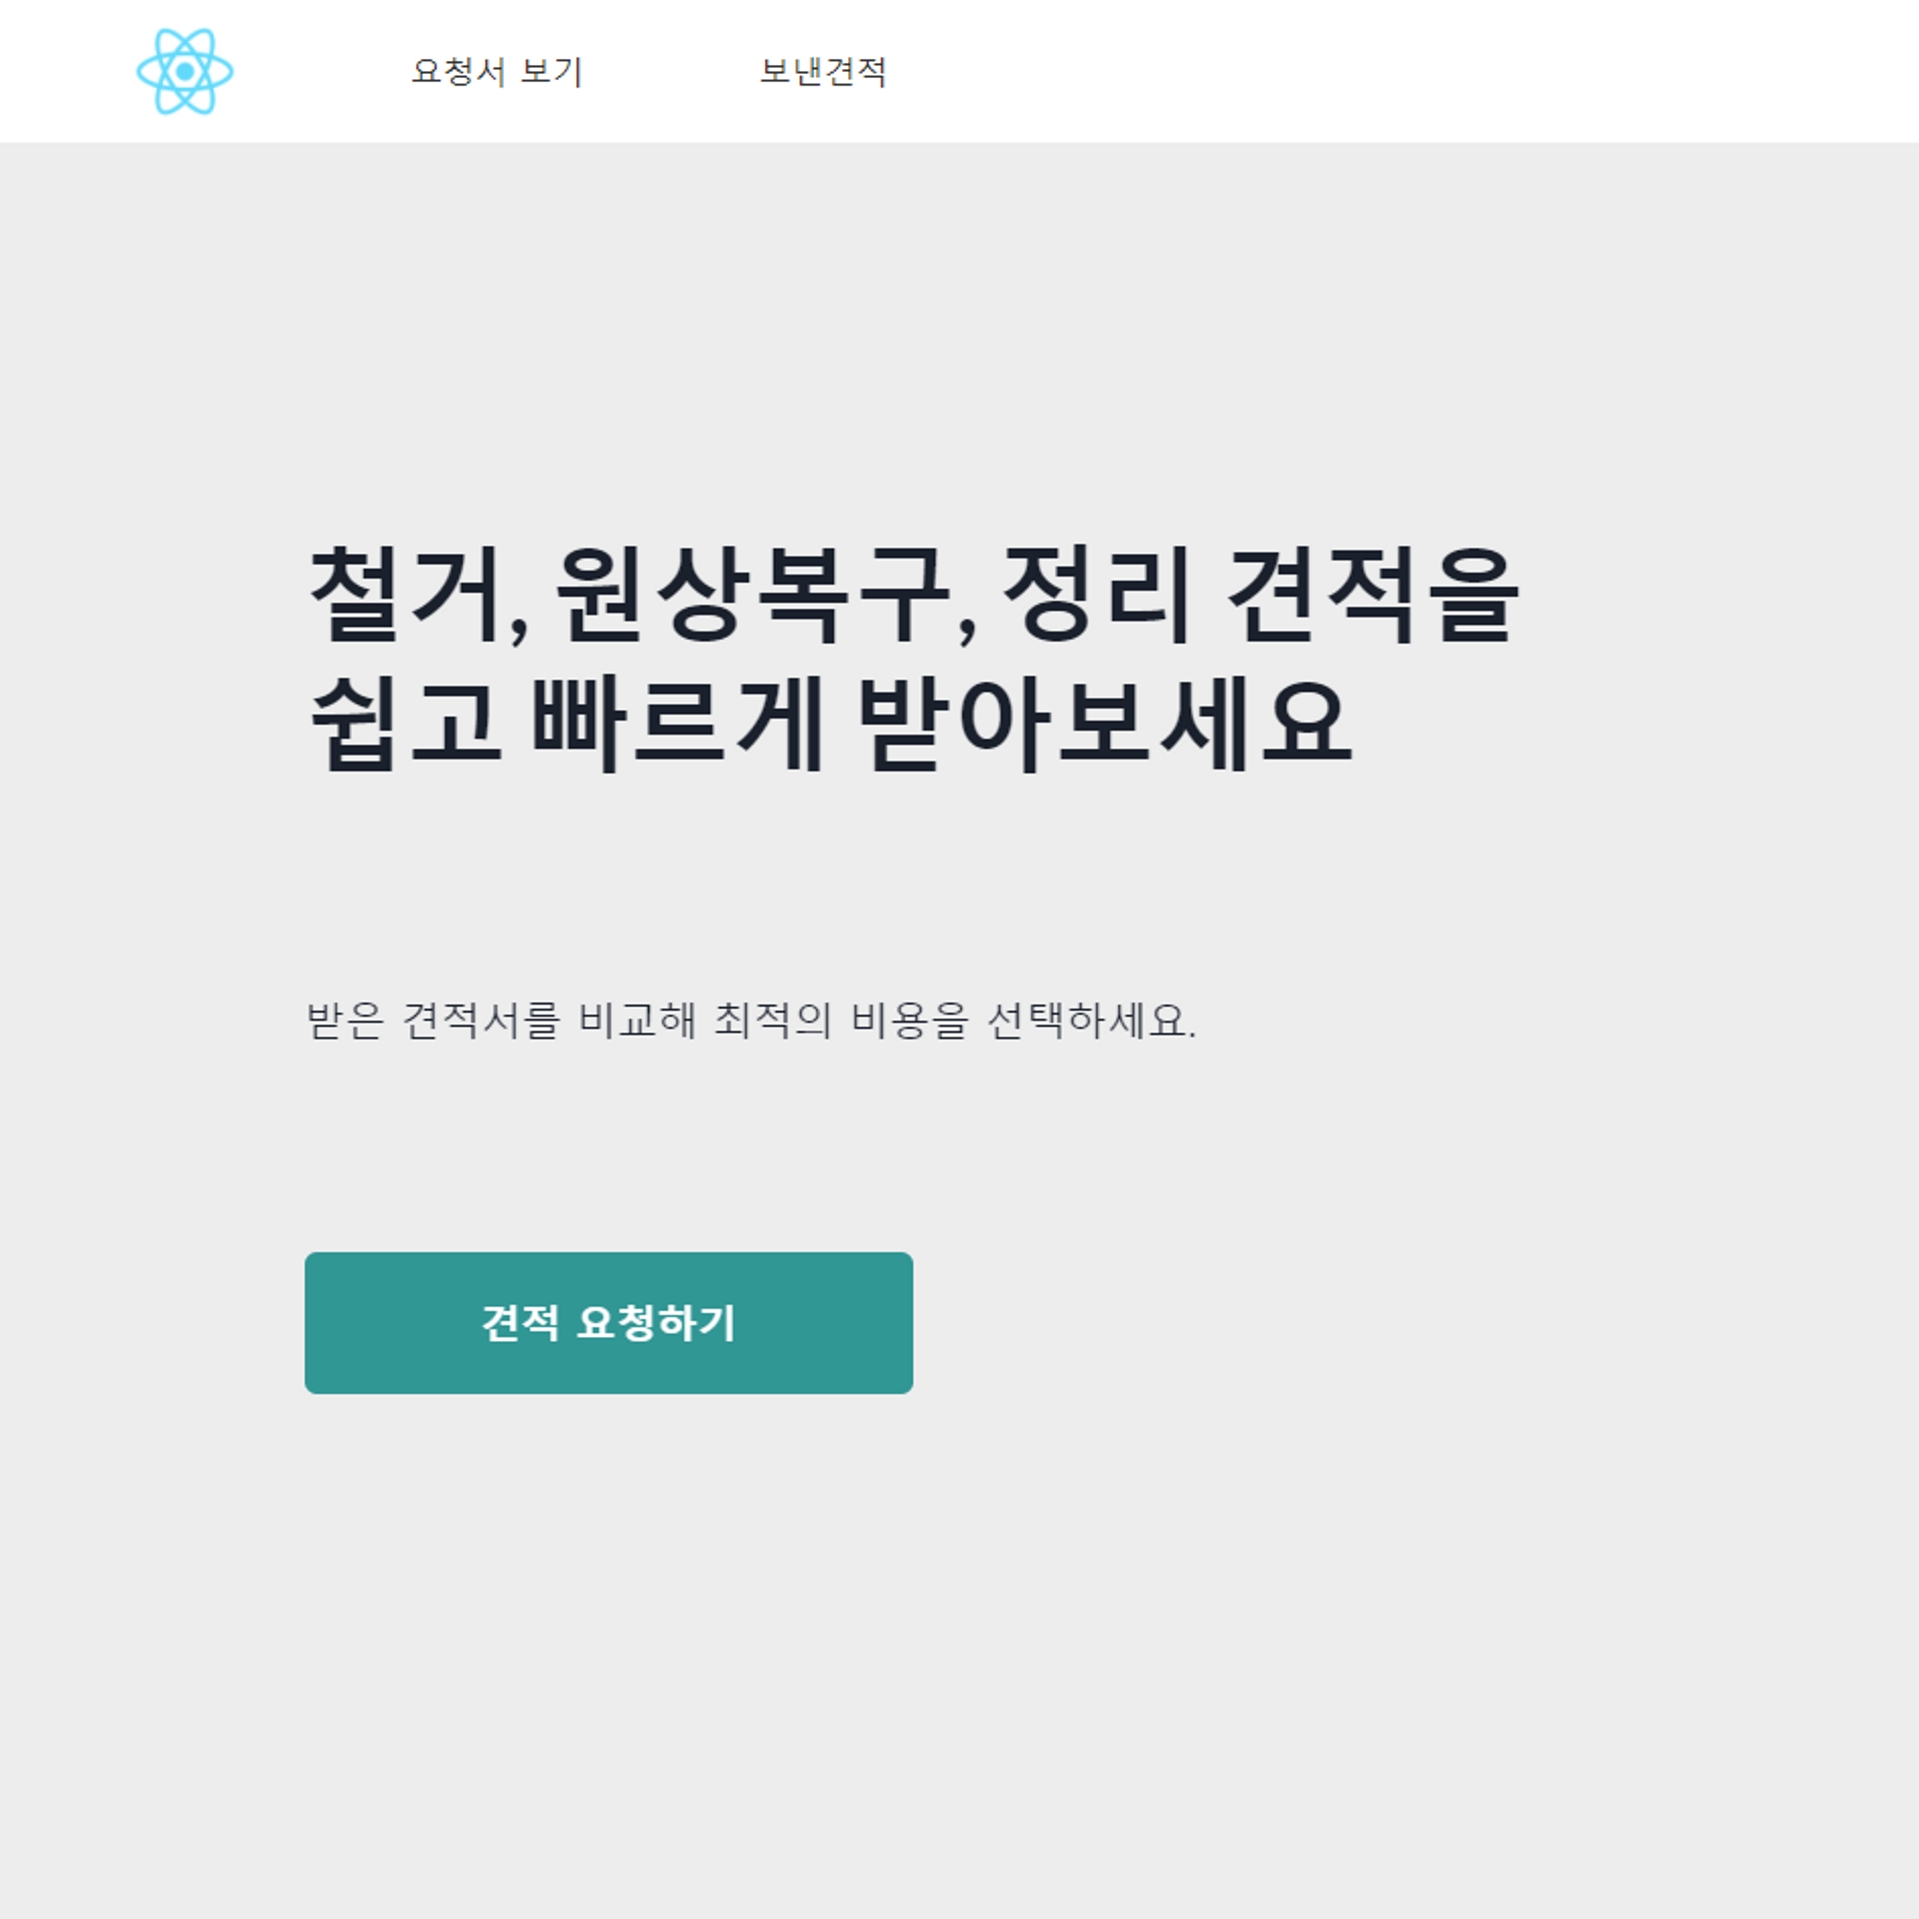 요청서 보기
보낸견적
철거, 원상복구, 정리 견적을
쉽고 빠르게 받아보세요
받은 견적서를 비교해 최적의 비용을 선택하세요.
견적 요청하기